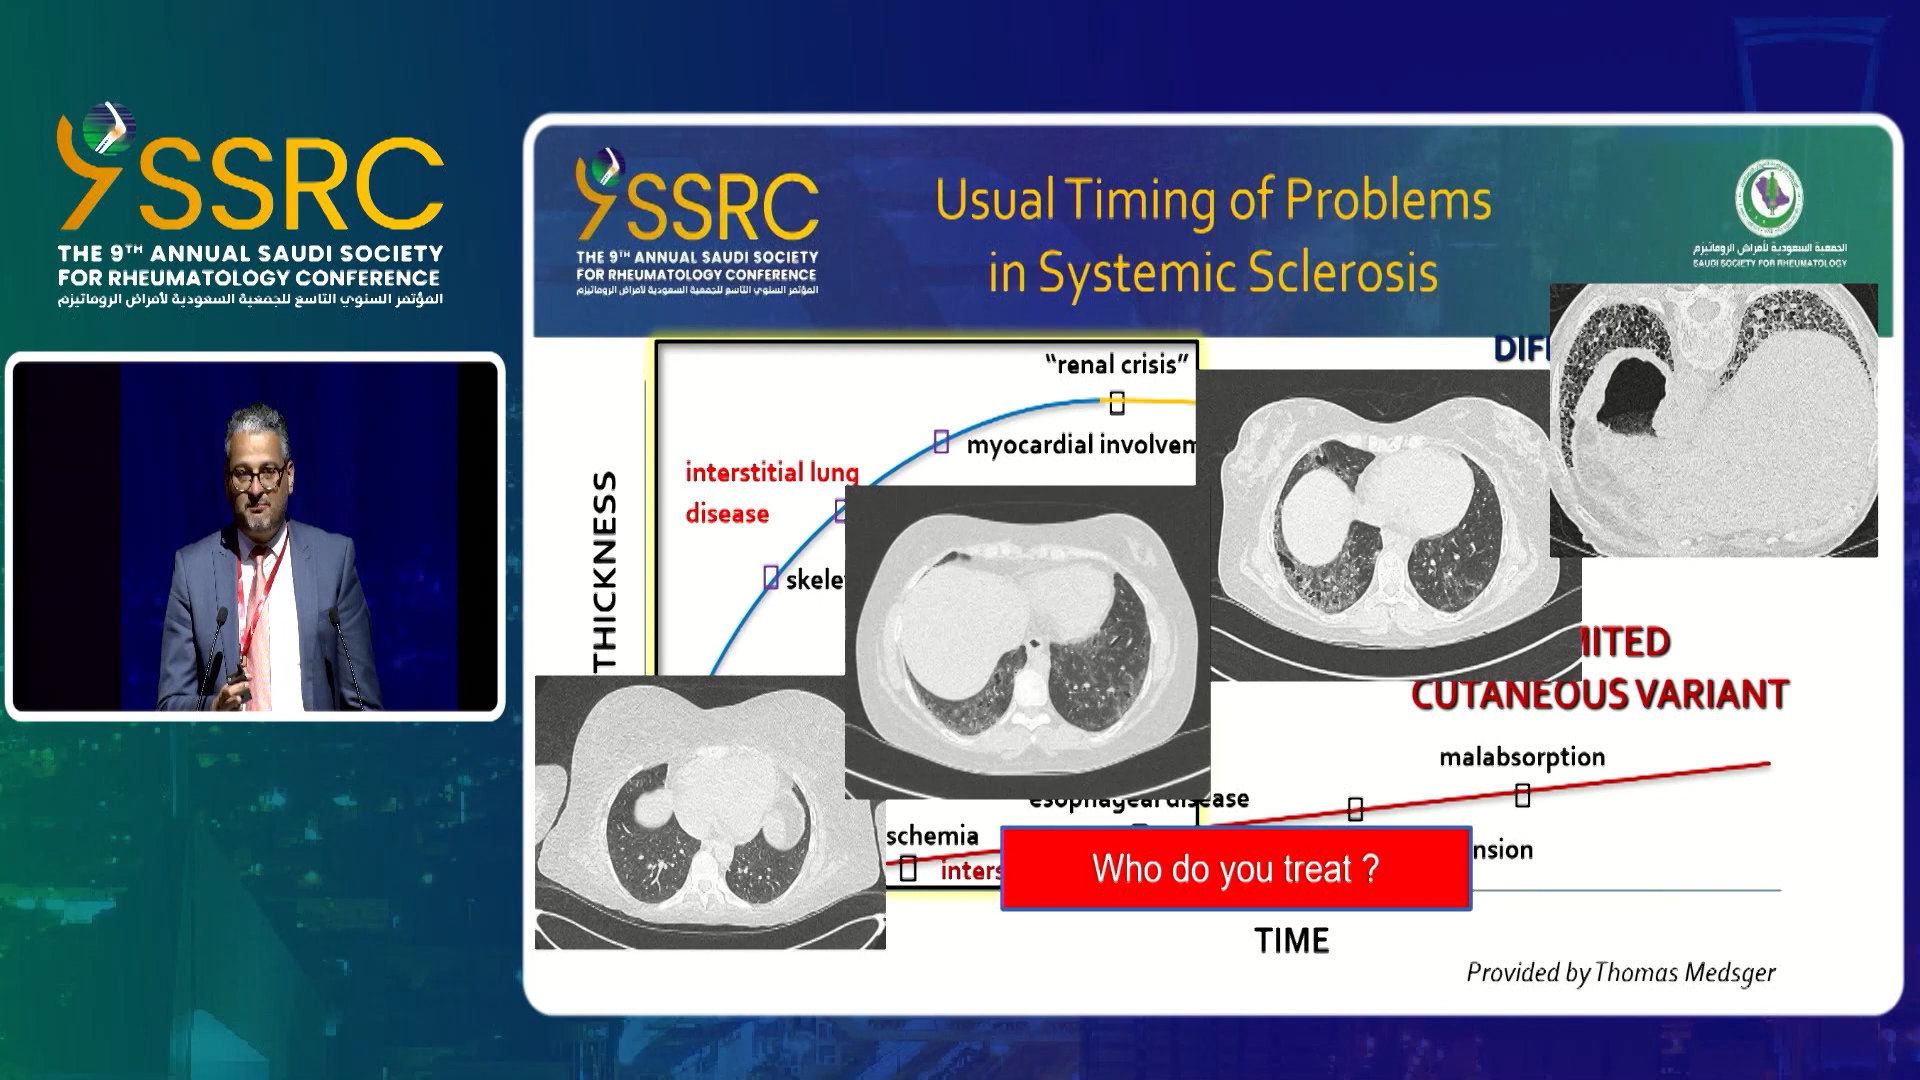 SSRC
THE 9TH ANNUAL SAUDI SOCIETY
FOR RHEUMATOLOGY CONFERENCE
المؤتمر السنوي التاسع للجمعية السعودية لأمراض الروماتيزم
SSRC
THE 9TH ANNUAL SAUDI SOCIETY
FOR RHEUMATOLOGY CONFERENCE
المؤتمر السنوي التاسع للجمعية السعودية لأمراض الروماتيزم
Usual Timing of Problems
in Systemic Sclerosis
الجمعية السعودية لأمراض الروماتيزم
SAUDI SOCIETY FOR RHEUMATOLOGY
DIF
"renal crisis"
myocardial involvem
interstitial lung
disease
skele
THICKNESS
MITED
CUTANEOUS VARIANT
malabsorption
esophageal disease
schemia
inters
nsion
Who do you treat ?
TIME
Provided by Thomas Medsger